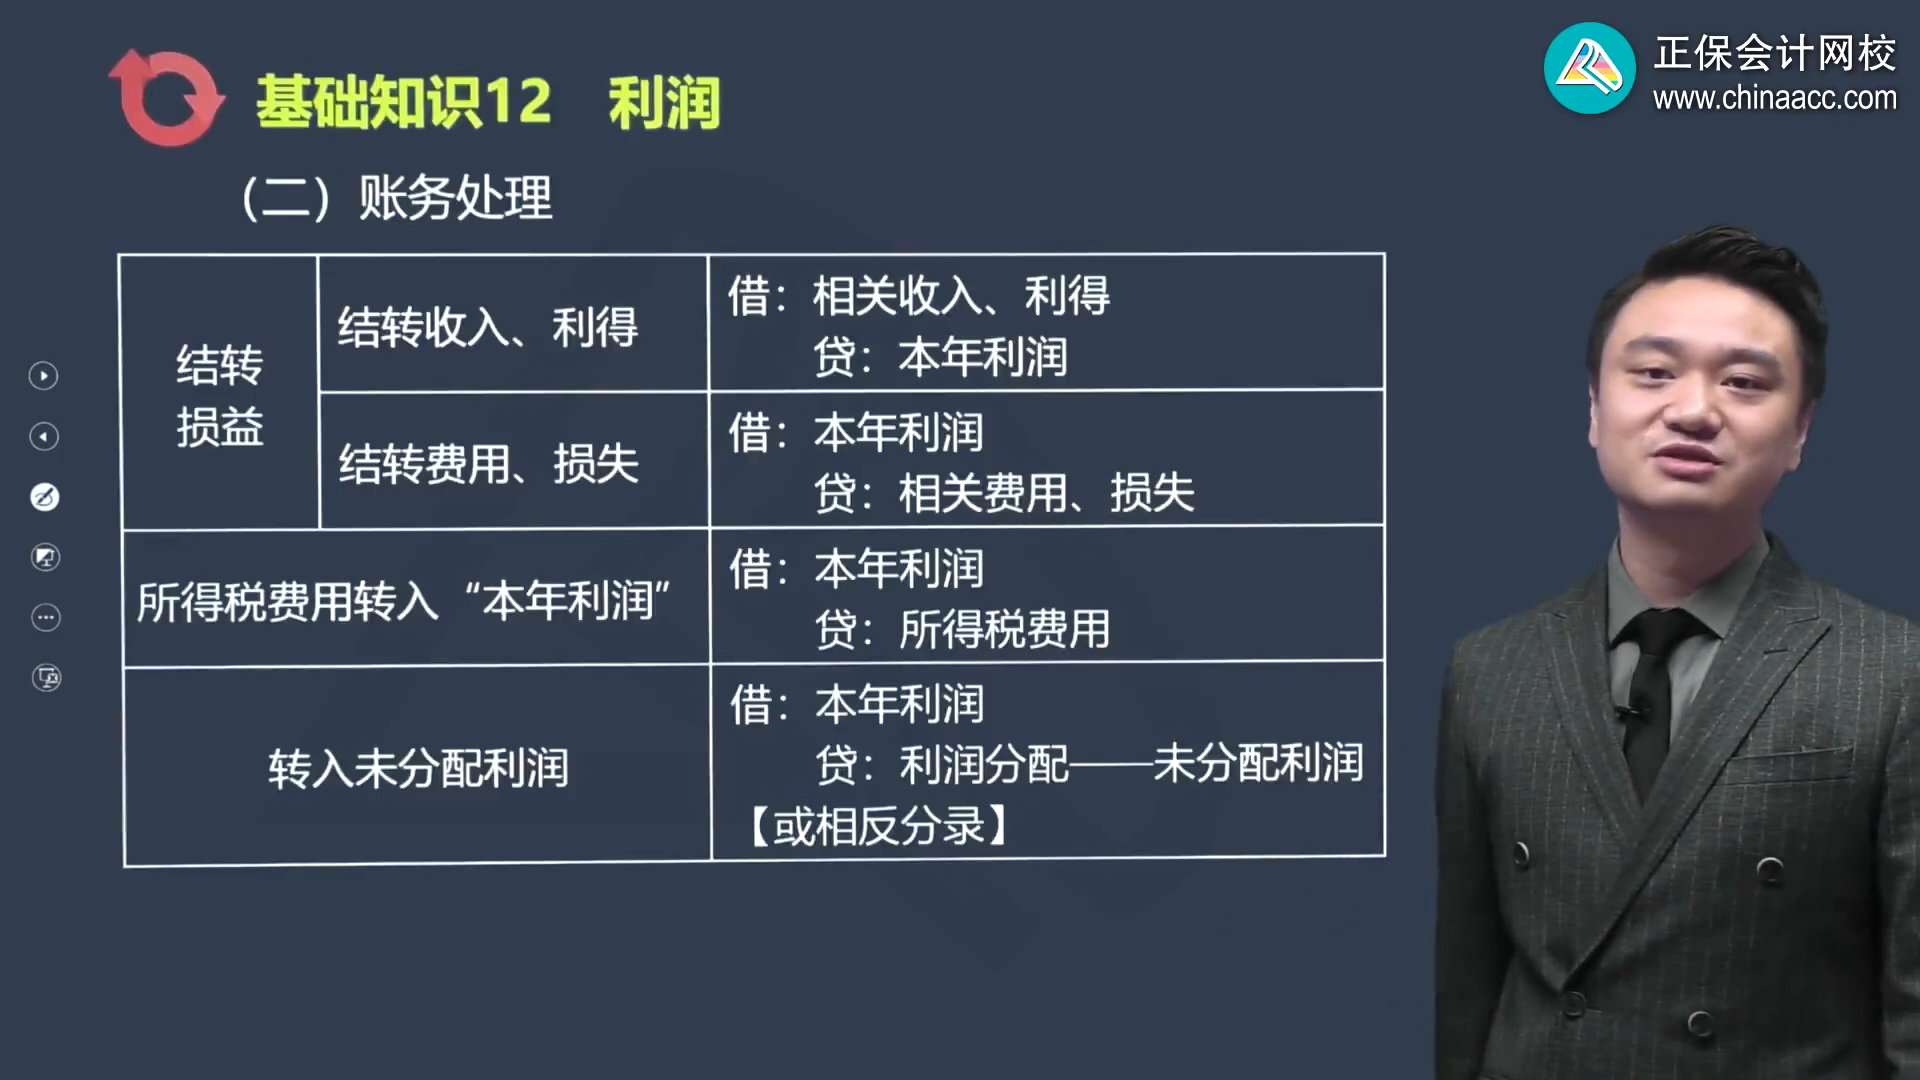 正保会计网校
www.chinaacc.com
基础知识12 利润
（二）账务处理
结转
损益
结转收入、利得
借：相关收入、利得
贷：本年利润
结转费用、损失
借：本年利润
贷：相关费用、损失
所得税费用转入“本年利润”
借：本年利润
贷：所得税费用
转入未分配利润
借：本年利润
贷：利润分配——未分配利润
【或相反分录】